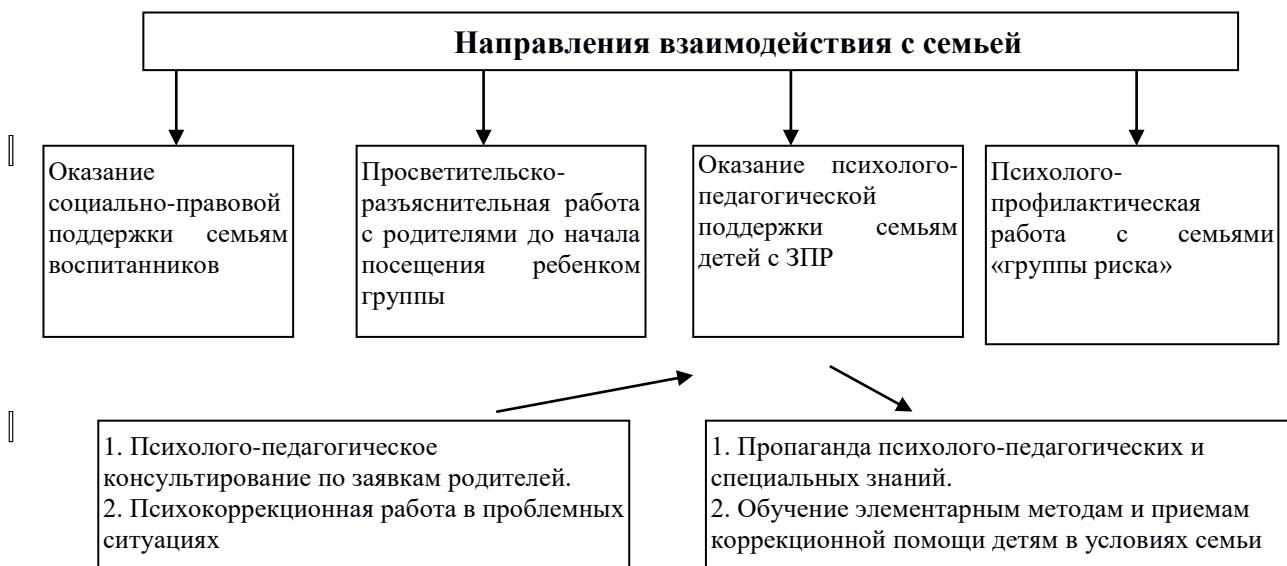 Направления взаимодействия с семьей
Оказание
социально-правовой
поддержки семьям
воспитанников
Просветительско-
разъяснительная работа
с родителями до начала
посещения ребенком
группы
Оказание психолого-
педагогической
поддержки семьям
детей с ЗПР
Психолого-
профилактическая
работа с семьями
«группы риска»
1. Психолого-педагогическое
консультирование по заявкам родителей.
2. Психокоррекционная работа в проблемных
ситуациях
1. Пропаганда психолого-педагогических и
специальных знаний.
2. Обучение элементарным методам и приемам
коррекционной помощи детям в условиях семьи